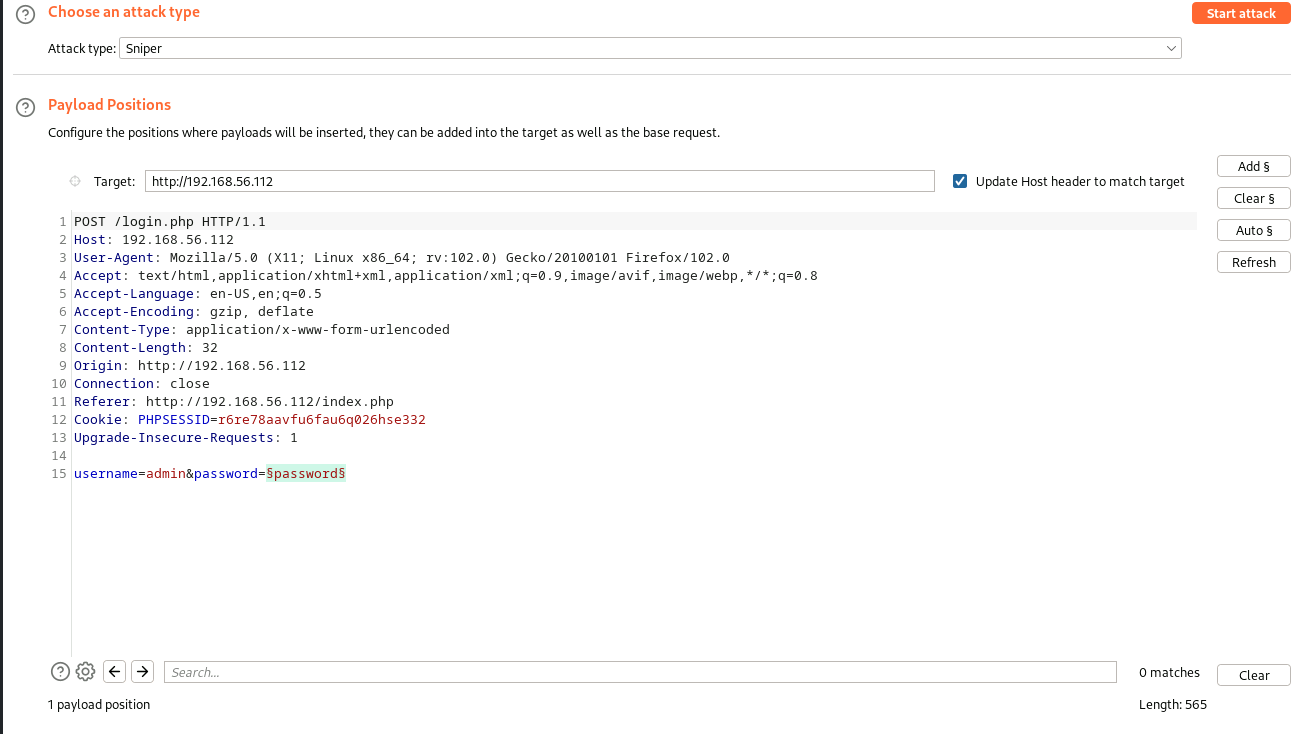 Choose an attack type
Start attack
Attack type: Sniper
Payload Positions
Configure the positions where payloads will be inserted, they can be added into the target as well as the base request.
Add §
Target: http://192.168.56.112 Update Host header to match target
Clear §
1 POST /login.php HTTP/1.1
Auto §
2 Host: 192.168.56.112
3 User-Agent: Mozilla/5.0 (X11; Linux x86_64; rv:102.0) Gecko/20100101 Firefox/102.0
Refresh
4 Accept: text/html,application/xhtml+xml,application/xml;q=0.9,image/avif,image/webp,*/*;q=0.8
5 Accept-Language: en-US,en;q=0.5
6 Accept-Encoding: gzip, deflate
7 Content-Type: application/x-www-form-urlencoded
8 Content-Length: 32
9 Origin: http://192.168.56.112
10 Connection: close
11 Referer: http://192.168.56.112/index.php
12 Cookie: PHPSESSID=r6re78aavfu6fau6q026hse332
13 Upgrade-Insecure-Requests: 1
14
15 username=admin&password=§password§
Search...
0 matches
Clear
1 payload position
Length: 565